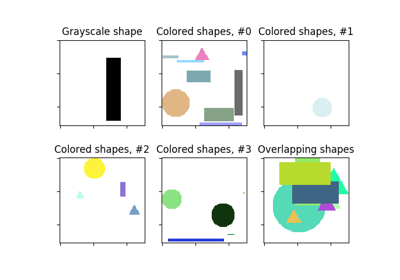 Grayscale shape
Colored shapes, #0
Colored shapes, #1
Colored shapes, #2
Colored shapes, #3
Overlapping shapes